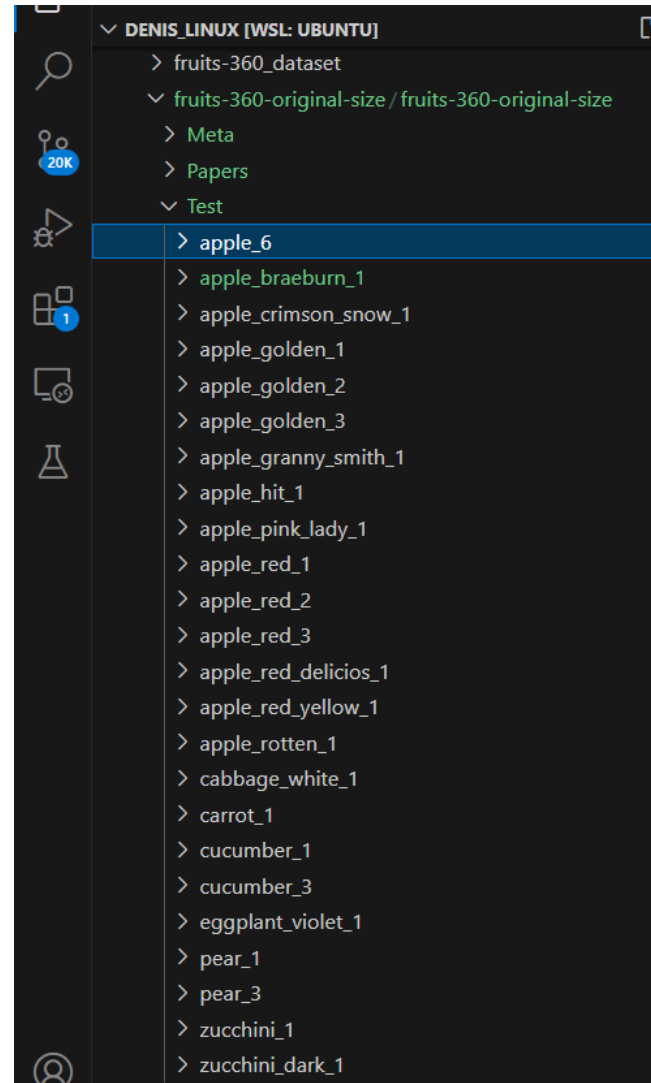 DENIS_LINUX [WSL: UBUNTU]
fruits-360_dataset
fruits-360-original-size / fruits-360-original-size
Meta
Papers
Test
apple_6
apple_braeburn_1
apple_crimson_snow_1
apple_golden_1
apple_golden_2
apple_golden_3
apple_granny_smith_1
apple_hit_1
apple_pink_lady_1
apple_red_1
apple_red_2
apple_red_3
apple_red_delicios_1
apple_red_yellow_1
apple_rotten_1
cabbage_white_1
carrot_1
cucumber_1
cucumber_3
eggplant_violet_1
pear_1
pear_3
zucchini_1
zucchini_dark_1
20K
1